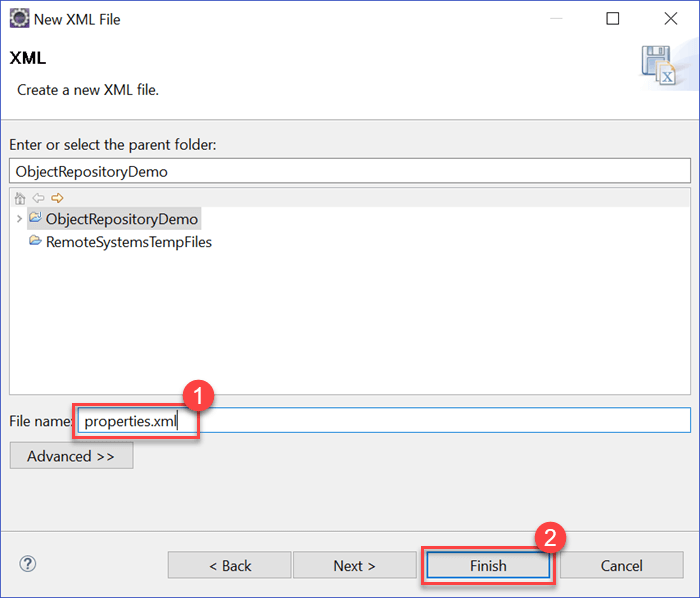 New XML File
XML
Create a new XML file.
X
Enter or select the parent folder:
ObjectRepositoryDemo
ObjectRepositoryDemo
RemoteSystemsTempFiles
1
File name: properties.xml
Advanced >>
2
? < Back Next > Finish Cancel